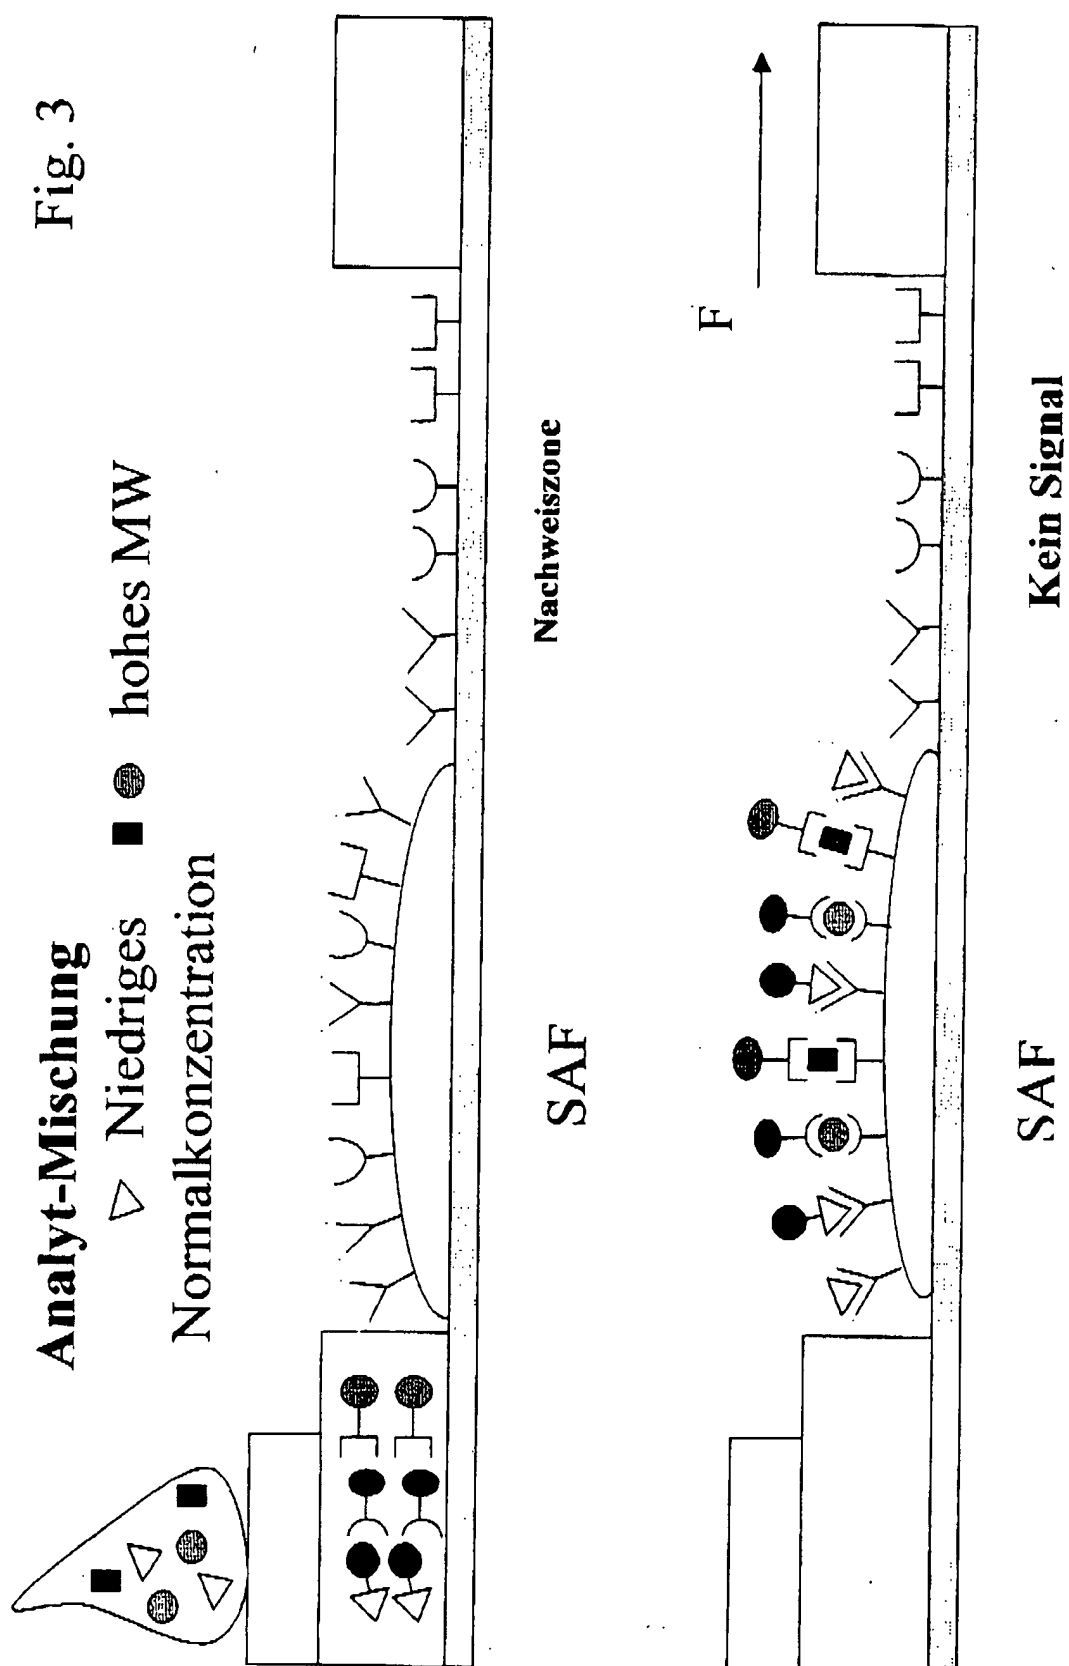 Fig. 3
Analyt-Mischung
Niedriges hohes MW
Normalkonzentration
Nachweiszone
SAF
F
Kein Signal
SAF